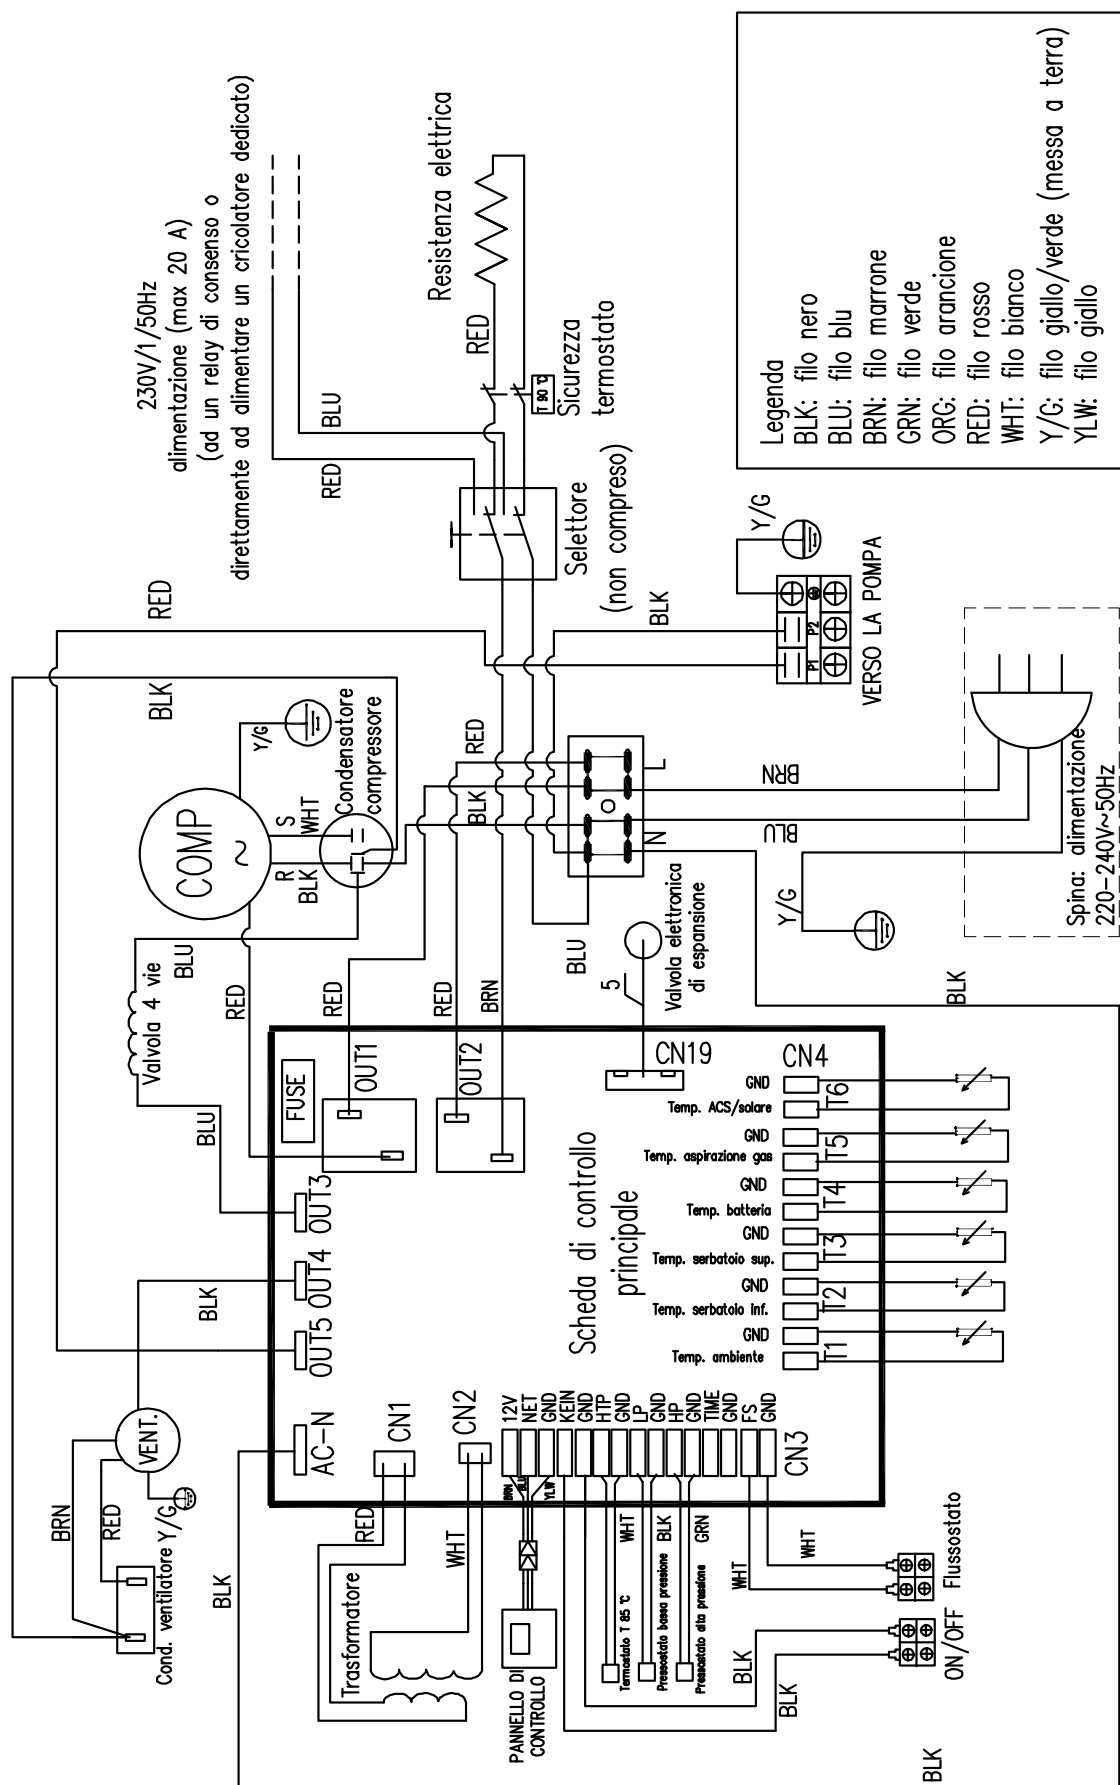 230V/1/50Hz
alimentazione (max 20 A)
(ad un relay di consenso o
direttamente ad alimentare un cricolatore dedicato)
RED
BLU
Resistenza elettrica
RED
T 90 ℃
Sicurezza
termostato
Selettore
(non compreso)
Legenda
BLK: filo nero
BLU: filo blu
BRN: filo marrone
GRN: filo verde
ORG: filo arancione
RED: filo rosso
WHT: filo bianco
Y/G: filo giallo/verde (messa a terra)
YLW: filo giallo
RED
BLK
BLK
Y/G
P1
P2
VERSO LA POMPA
COMP
~
Y/G
S
WHT
R
BLK
Condensatore
compressore
RED
BLK
L
N
BRN
BLU
Y/G
Spina: alimentazione
220-240V~50Hz
BLU
Valvola 4 vie
BLU
RED
RED
RED
BRN
BLU
5
Valvola elettronica
di espansione
BLK
FUSE
OUT1
OUT2
CN19
CN4
OUT3
OUT4
OUT5
AC-N
BLK
VENT.
BRN
RED
Y/G
Cond. ventilatore
BLK
Scheda di controllo
principale
GND
Temp. ACS/solare
T6
GND
Temp. aspirazione gas
T5
GND
Temp. batteria
T4
GND
Temp. serbatoio sup.
T3
GND
Temp. serbatoio inf.
T2
GND
Temp. ambiente
T1
CN1
CN2
RED
WHT
Trasformatore
12V
NET
GND
KEIN
GND
HTP
GND
LP
GND
HP
GND
TIME
GND
FS
GND
CN3
BRN
BLU
YLW
PANNELLO DI
CONTROLLO
WHT
Termostato T 85 ℃
BLK
Pressostato bassa pressione
GRN
Pressostato alta pressione
WHT
WHT
Flussostato
BLK
BLK
ON/OFF
BLK